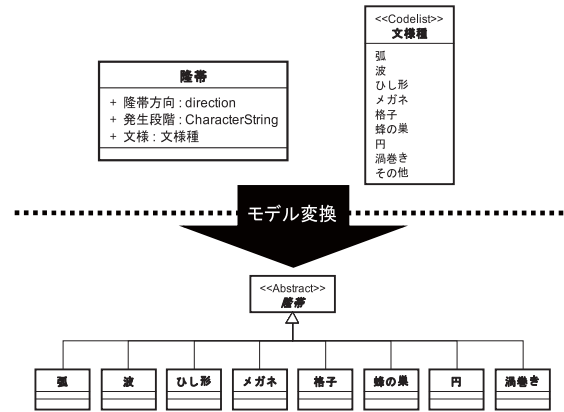 <<Codelist>>
文様種
弧
波
ひし形
メガネ
格子
蜂の巣
円
渦巻き
その他
隆帯
+ 隆帯方向 : direction
+ 発生段階 : CharacterString
+ 文様 : 文様種
モデル変換
<<Abstract>>
隆帯
弧 波 ひし形 メガネ 格子 蜂の巣 円 渦巻き